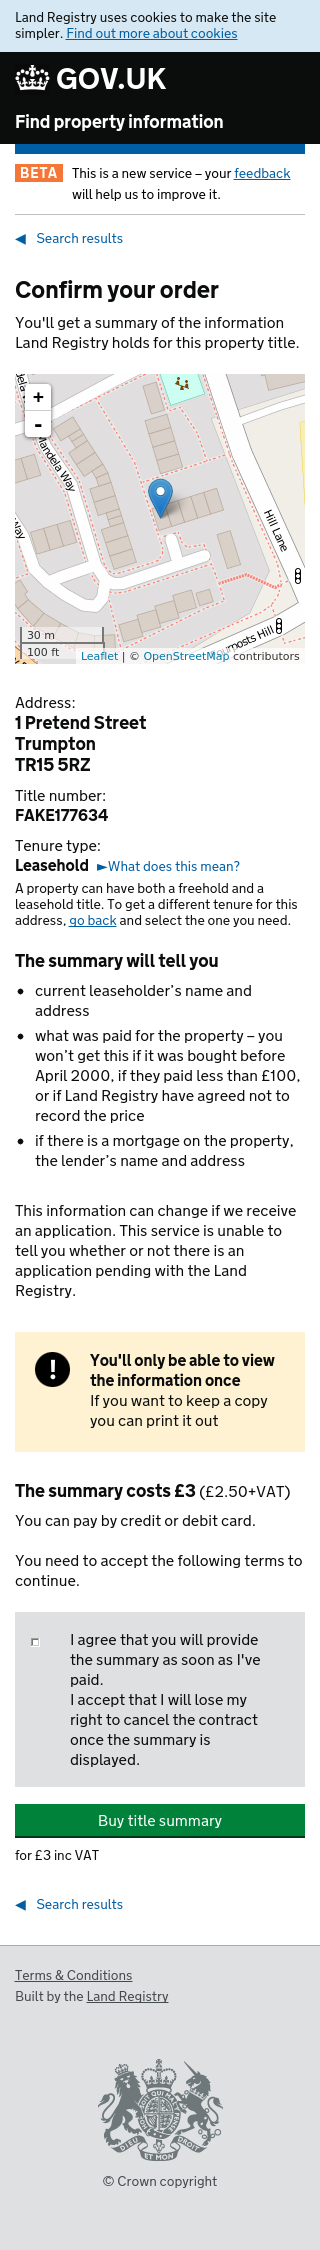 Land Registry uses cookies to make the site
simpler. Find out more about cookies
GOV.UK
Find property information
BETA This is a new service – your feedback
will help us to improve it.
◀ Search results
Confirm your order
You'll get a summary of the information
Land Registry holds for this property title.
+
-
Mandela Way
Way
Hill Lane
30 m
100 ft
Leaflet | © OpenStreetMap contributors
Address:
1 Pretend Street
Trumpton
TR15 5RZ
Title number:
FAKE177634
Tenure type:
Leasehold ►What does this mean?
A property can have both a freehold and a
leasehold title. To get a different tenure for this
address, go back and select the one you need.
The summary will tell you
• current leaseholder’s name and
address
• what was paid for the property – you
won’t get this if it was bought before
April 2000, if they paid less than £100,
or if Land Registry have agreed not to
record the price
• if there is a mortgage on the property,
the lender’s name and address
This information can change if we receive
an application. This service is unable to
tell you whether or not there is an
application pending with the Land
Registry.
! You'll only be able to view
the information once
If you want to keep a copy
you can print it out
The summary costs £3 (£2.50+VAT)
You can pay by credit or debit card.
You need to accept the following terms to
continue.
I agree that you will provide
the summary as soon as I've
paid.
I accept that I will lose my
right to cancel the contract
once the summary is
displayed.
Buy title summary
for £3 inc VAT
◀ Search results
Terms & Conditions
Built by the Land Registry
DIEU ET MON DROIT
© Crown copyright